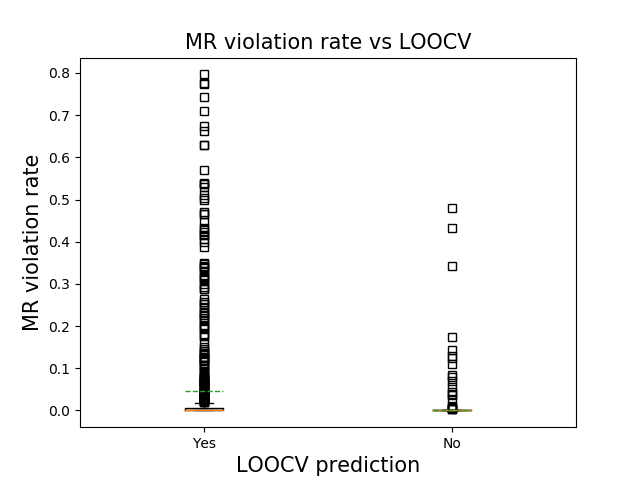 MR violation rate vs LOOCV
MR violation rate
0.8
0.7
0.6
0.5
0.4
0.3
0.2
0.1
0.0
Yes
No
LOOCV prediction